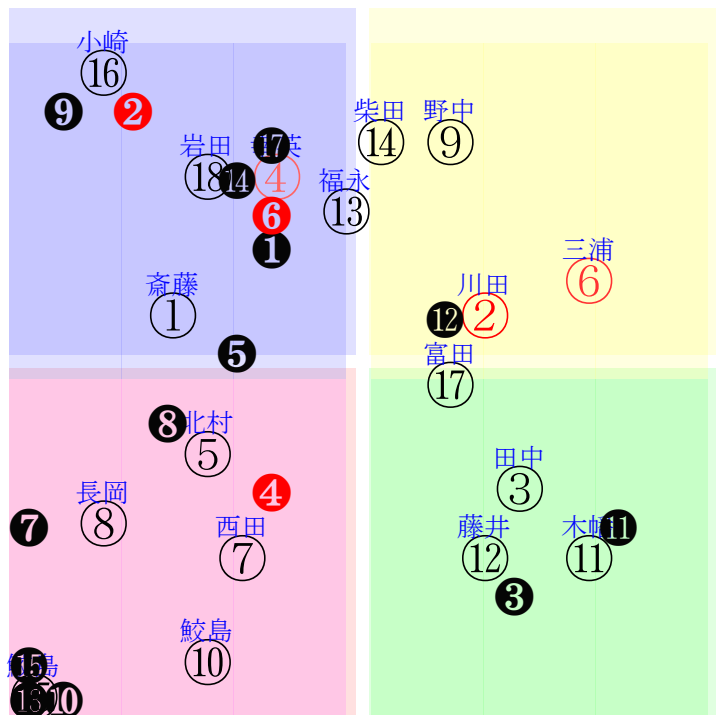 小崎
⑯
❾ ❷
柴田 野中
⑭ ⑨
岩田
⓱
⑱ ⓮ ④
福永
⑬
❻
❶
三浦
⑥
斎藤 川田
① ⓬ ②
❺
富田
⑰
❽ 北村
⑤
田中
③
長岡
❹
❼ ⑧
西田 藤井
⑦ ⑫ ⑪ ⓫
❸
鮫島
⑩
⓯
❿